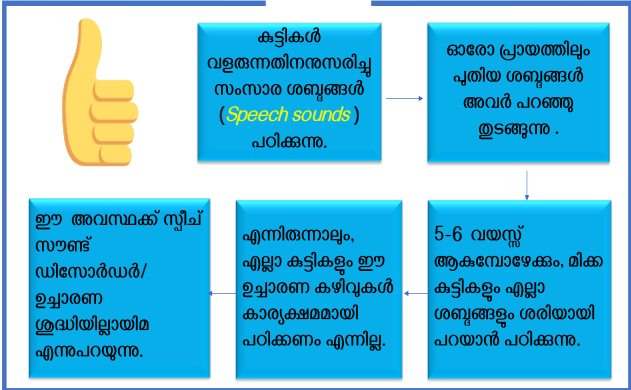 കുട്ടികൾ
വളരുന്നതിനനുസരിച്ചു
സംസാര ശബ്ദങ്ങൾ
(Speech sounds )
പഠിക്കുന്നു.
ഓരോ പ്രായത്തിലും
പുതിയ ശബ്ദങ്ങൾ
അവർ പറഞ്ഞു
തുടങ്ങുന്നു .
5-6 വയസ്സ്
ആകുമ്പോഴേക്കും, മിക്ക
കുട്ടികളും എല്ലാ
ശബ്ദങ്ങളും ശരിയായി
പറയാൻ പഠിക്കുന്നു.
എന്നിരുന്നാലും,
എല്ലാ കുട്ടികളും ഈ
ഉച്ചാരണ കഴിവുകൾ
കാര്യക്ഷമമായി
പഠിക്കണം എന്നില്ല.
ഈ അവസ്ഥക്ക് സ്പീച്
സൗണ്ട്
ഡിസോർഡർ/
ഉച്ചാരണ
ശുദ്ധിയില്ലായിമ
എന്നുപറയുന്നു.